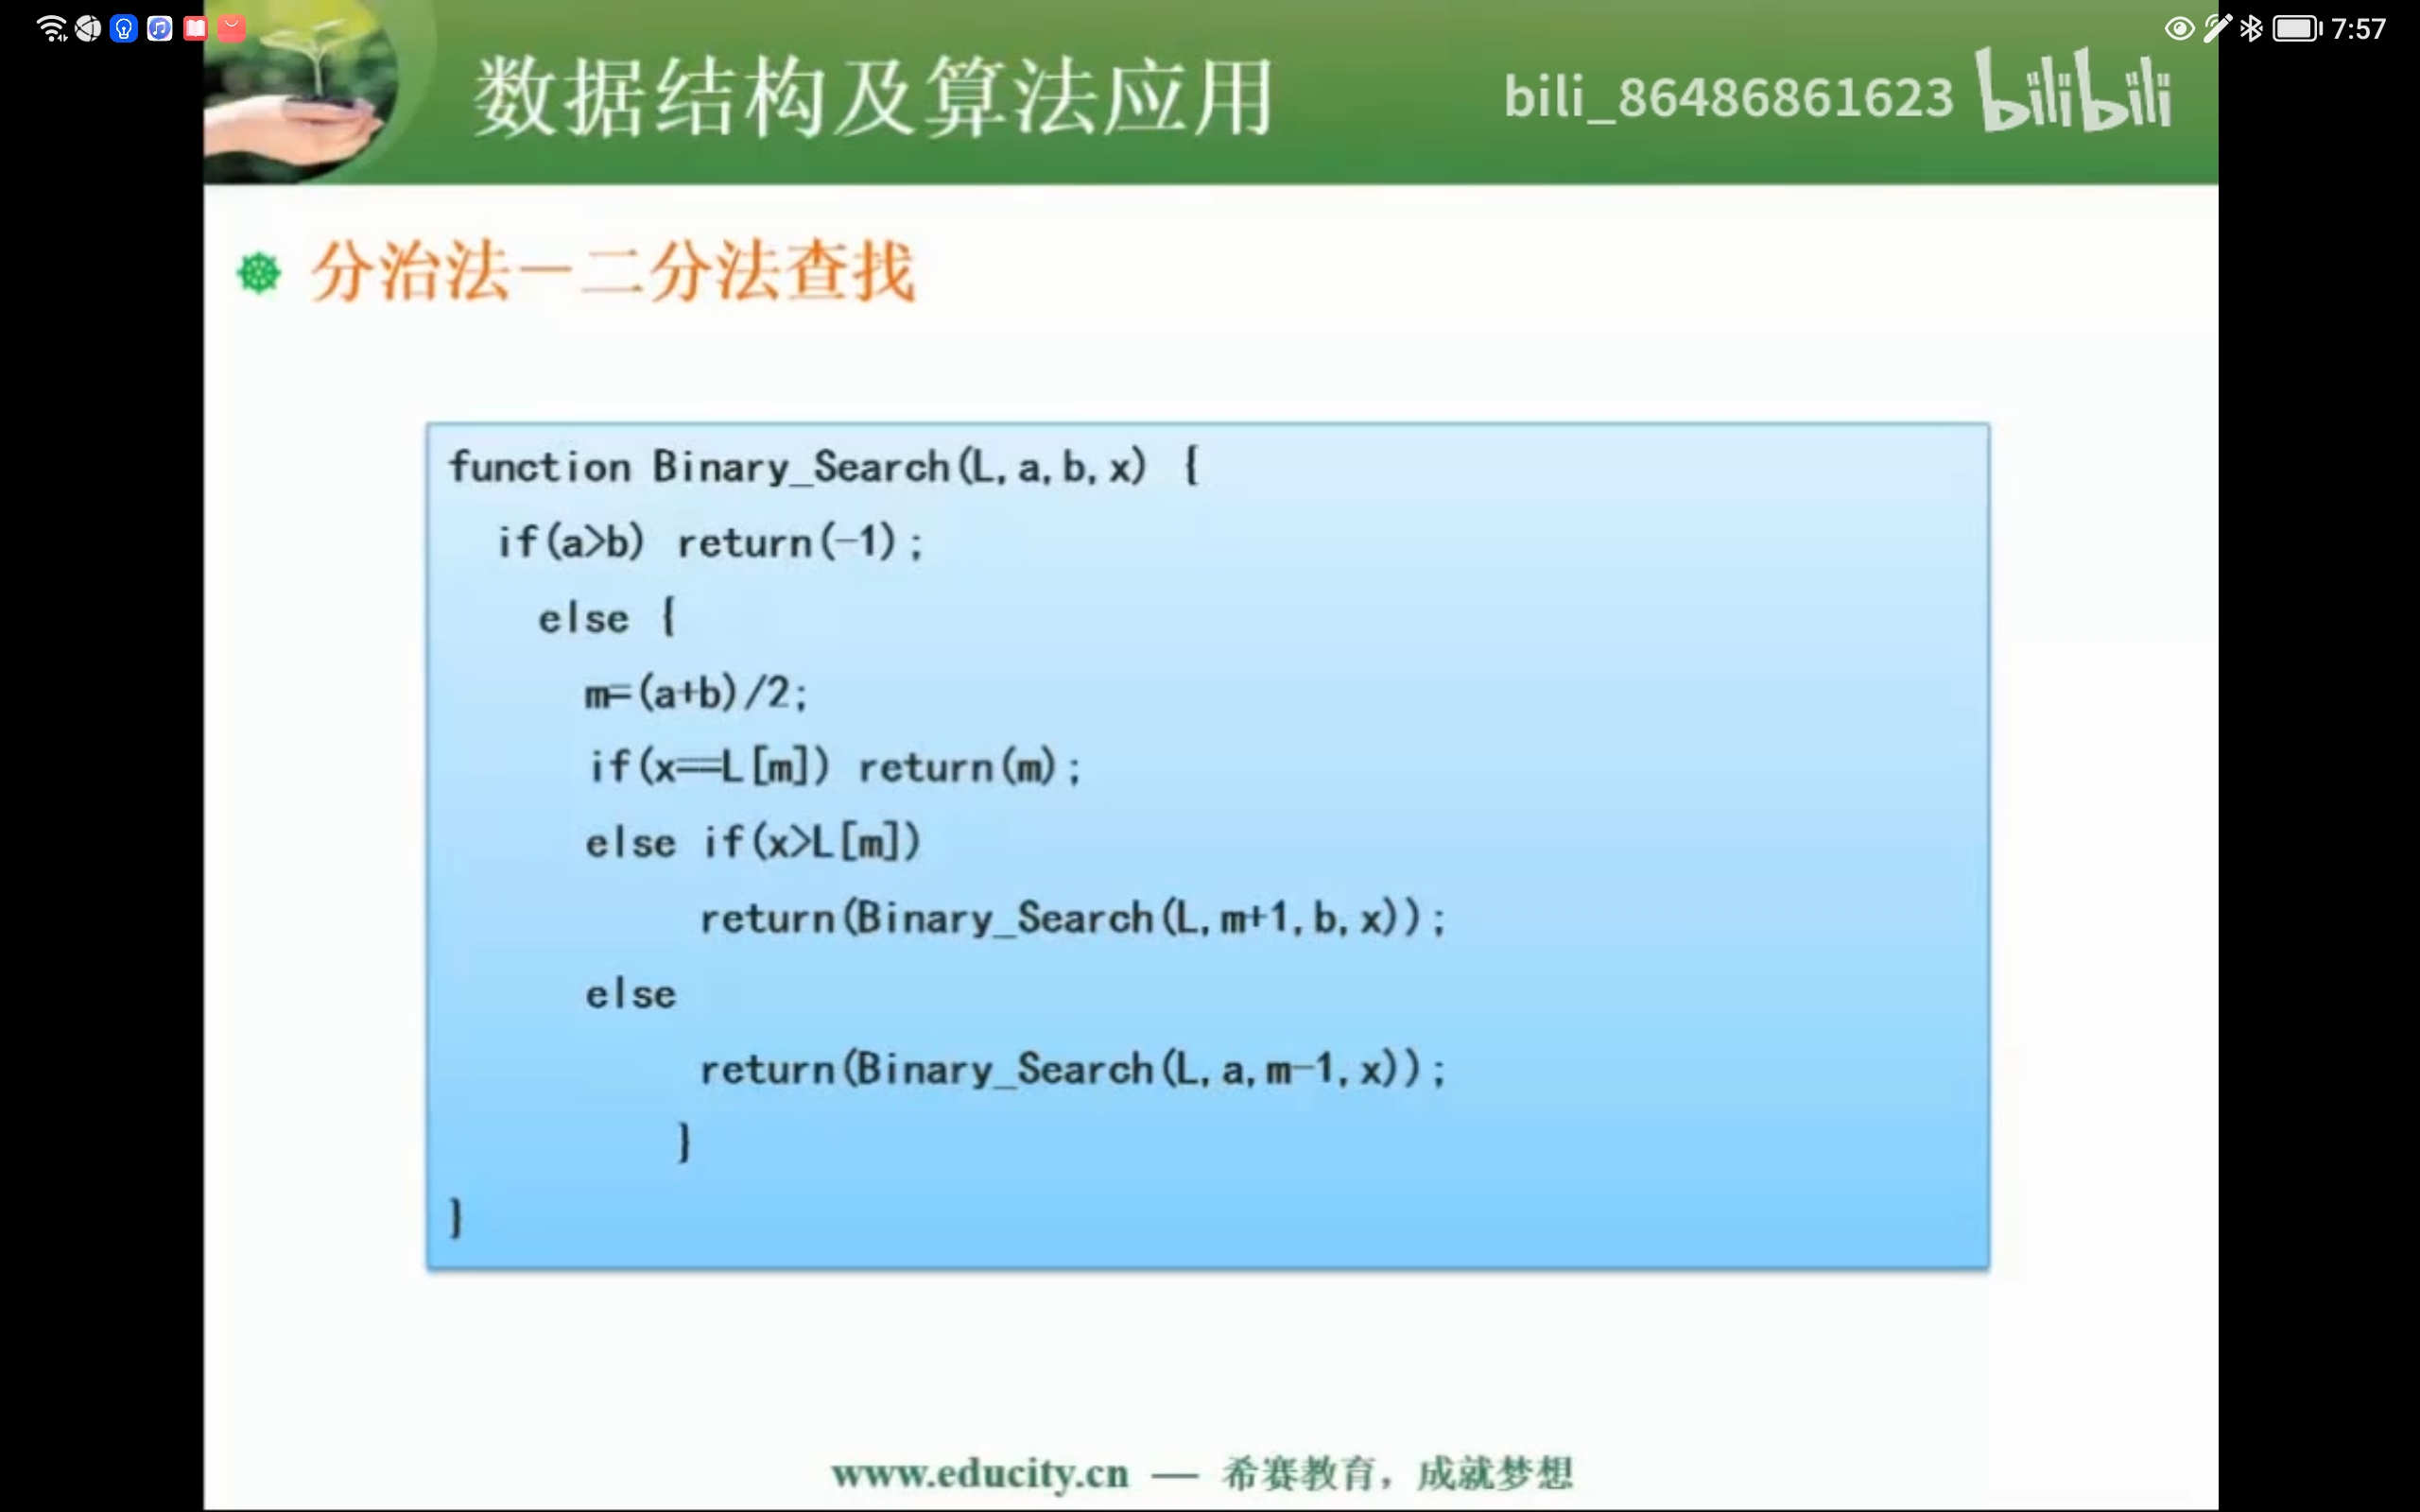 7:57
数据结构及算法应用
bili_86486861623 bilibili
分治法－二分法查找
function Binary_Search(L,a,b,x) {
if(a>b) return(-1);
else {
m=(a+b)/2;
if(x==L[m]) return(m);
else if(x>L[m])
return(Binary_Search(L,m+1,b,x));
else
return(Binary_Search(L,a,m-1,x));
}
}
www.educity.cn — 希赛教育，成就梦想